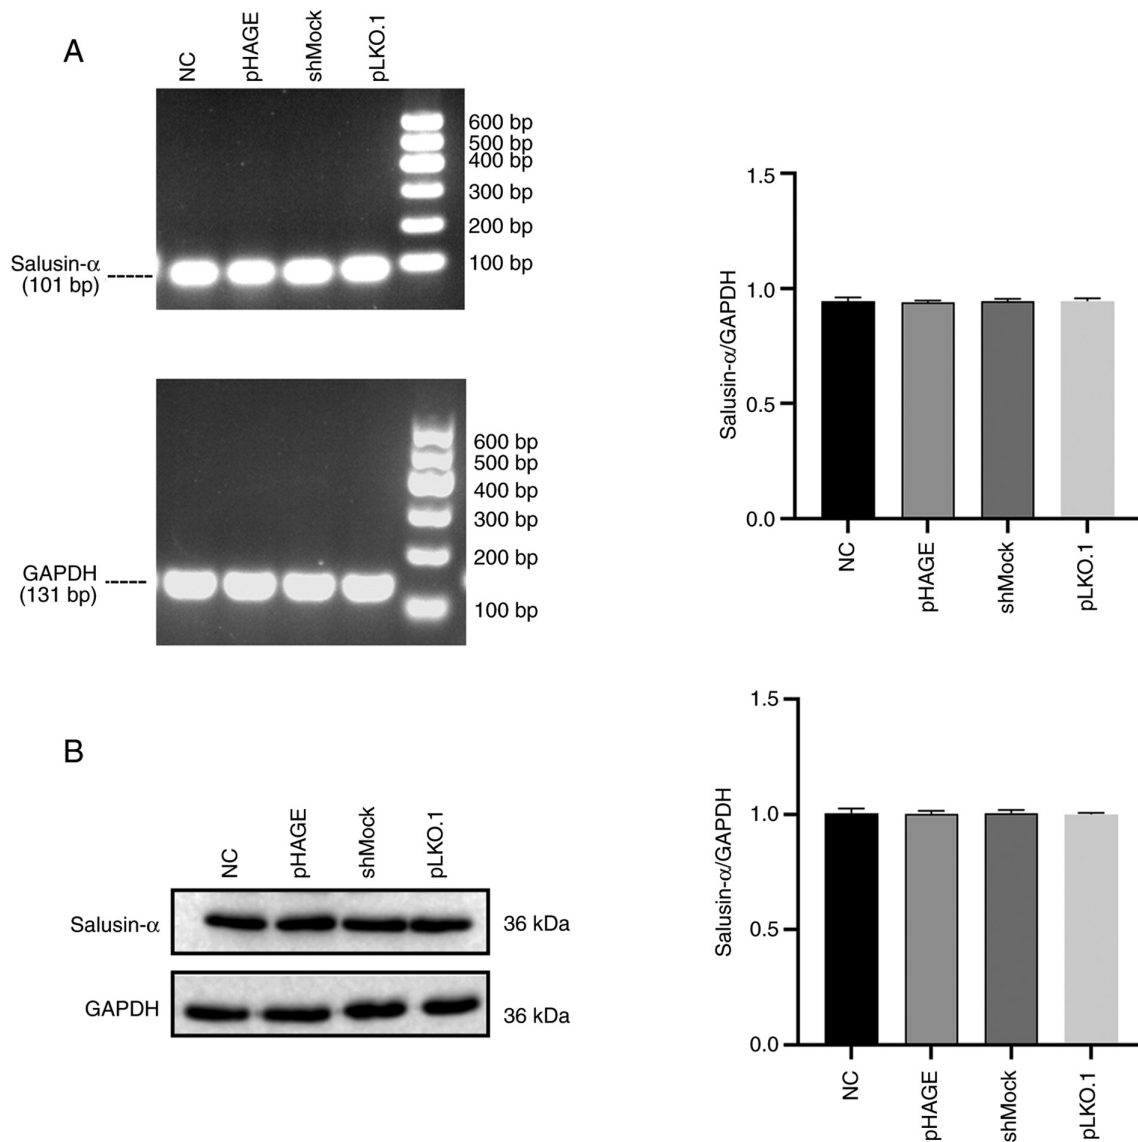 A
NC
pHAGE
shMock
pLKO.1
600 bp
500 bp
400 bp
300 bp
200 bp
100 bp
Salusin-α
(101 bp)
600 bp
500 bp
400 bp
300 bp
200 bp
100 bp
GAPDH
(131 bp)
Salusin-α/GAPDH
1.5
1.0
0.5
0.0
NC
pHAGE
shMock
pLKO.1
B
NC
pHAGE
shMock
pLKO.1
Salusin-α
36 kDa
GAPDH
36 kDa
Salusin-α/GAPDH
1.5
1.0
0.5
0.0
NC
pHAGE
shMock
pLKO.1